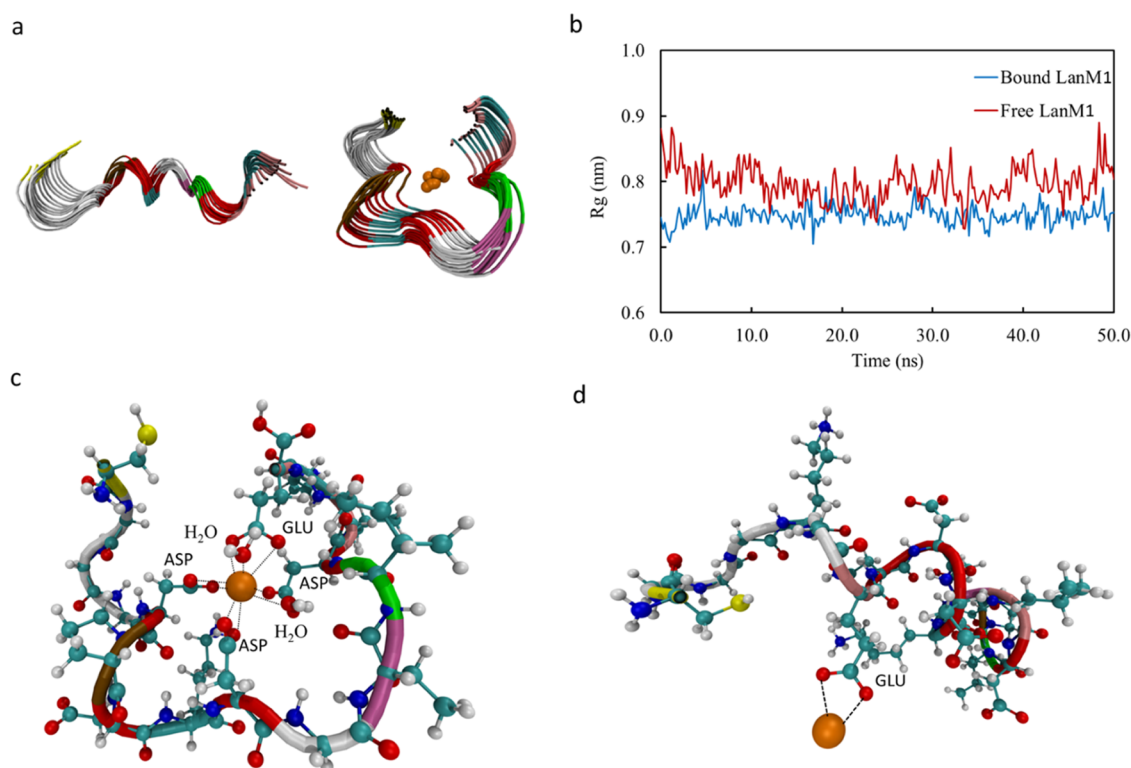 a
b
1.0
Bound LanM1
0.9
Free LanM1
Rg (nm)
0.8
0.7
0.6
0.0 10.0 20.0 30.0 40.0 50.0
Time (ns)
c
d
H₂O
GLU
ASP
ASP
H₂O
ASP
GLU